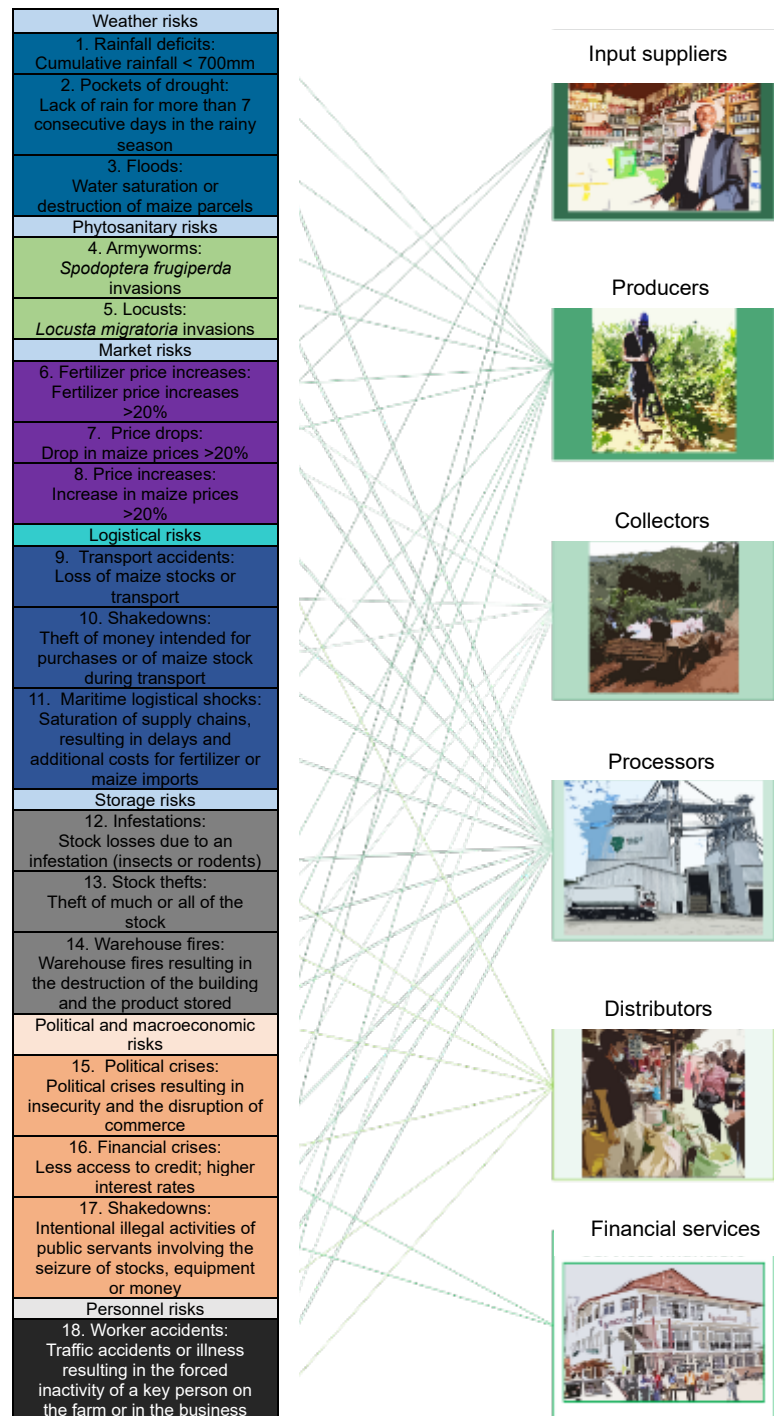 Weather risks
1. Rainfall deficits:
Cumulative rainfall < 700mm
2. Pockets of drought:
Lack of rain for more than 7
consecutive days in the rainy
season
3. Floods:
Water saturation or
destruction of maize parcels
Phytosanitary risks
4. Armyworms:
Spodoptera frugiperda
invasions
5. Locusts:
Locusta migratoria invasions
Market risks
6. Fertilizer price increases:
Fertilizer price increases
>20%
7. Price drops:
Drop in maize prices >20%
8. Price increases:
Increase in maize prices
>20%
Logistical risks
9. Transport accidents:
Loss of maize stocks or
transport
10. Shakedowns:
Theft of money intended for
purchases or of maize stock
during transport
11. Maritime logistical shocks:
Saturation of supply chains,
resulting in delays and
additional costs for fertilizer or
maize imports
Storage risks
12. Infestations:
Stock losses due to an
infestation (insects or rodents)
13. Stock thefts:
Theft of much or all of the
stock
14. Warehouse fires:
Warehouse fires resulting in
the destruction of the building
and the product stored
Political and macroeconomic
risks
15. Political crises:
Political crises resulting in
insecurity and the disruption of
commerce
16. Financial crises:
Less access to credit; higher
interest rates
17. Shakedowns:
Intentional illegal activities of
public servants involving the
seizure of stocks, equipment
or money
Personnel risks
18. Worker accidents:
Traffic accidents or illness
resulting in the forced
inactivity of a key person on
the farm or in the business
Input suppliers
Producers
Collectors
Processors
Distributors
Financial services